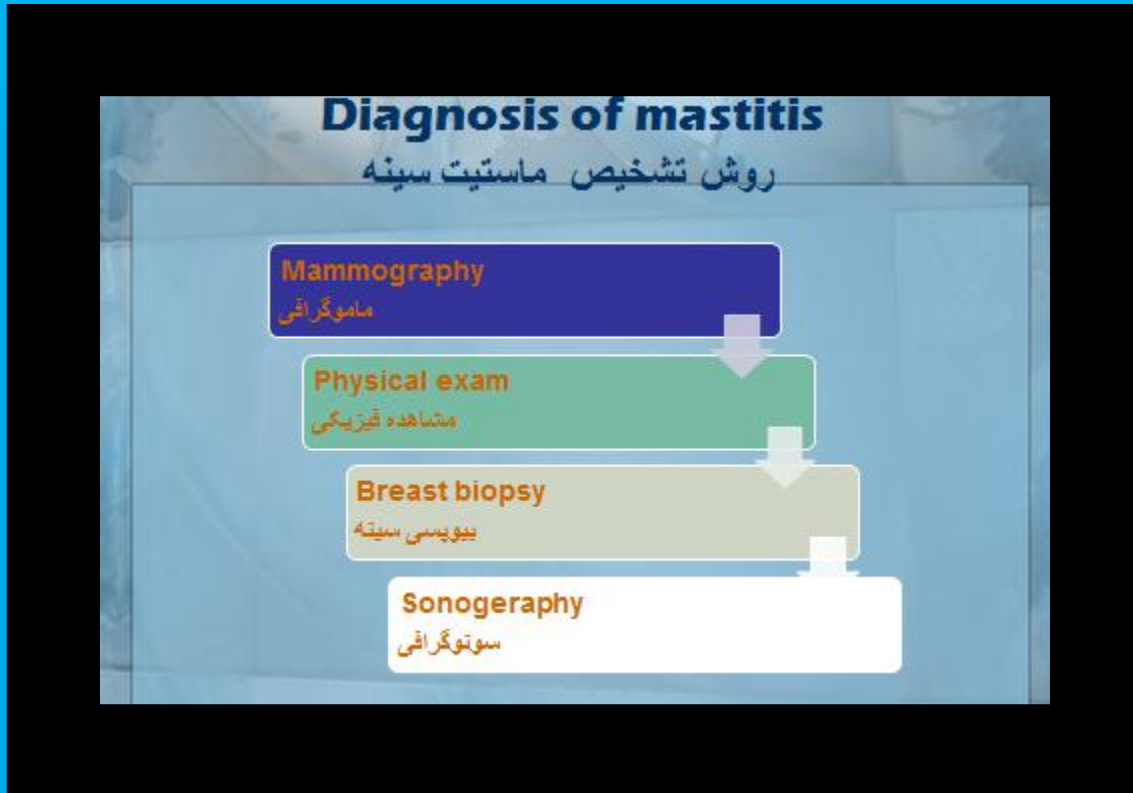 Diagnosis of mastitis
روش تشخیص ماستیت سینه
Mammography
ماموگرافی
Physical exam
مشاهده فیزیکی
Breast biopsy
بیوپسی سینه
Sonogeraphy
سونوگرافی